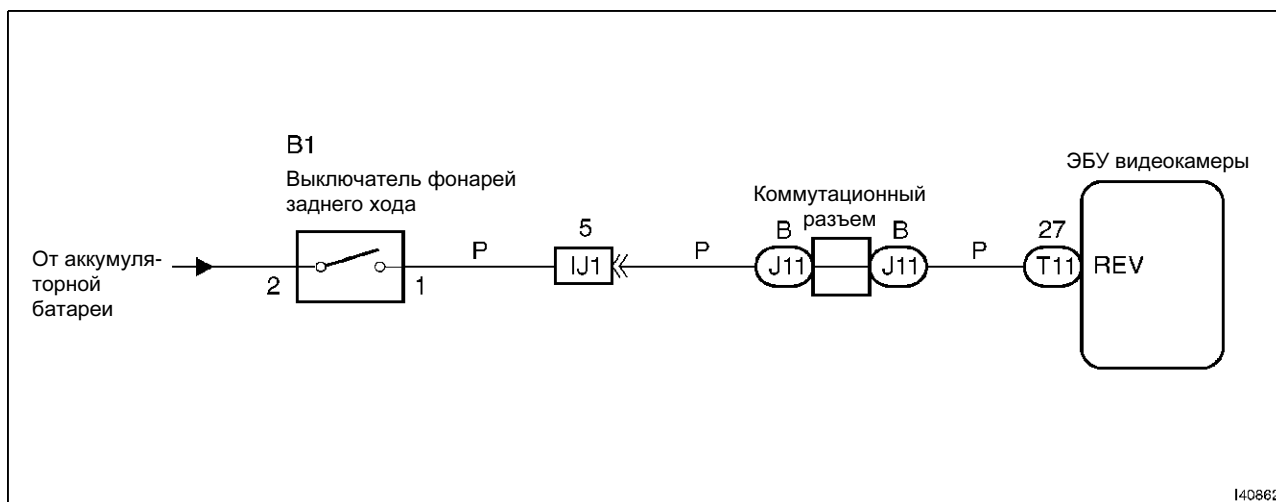 B1
Выключатель фонарей
заднего хода
От аккумуля-
торной
батареи
2
1
P
5
IJ1
P
Коммутационный
разъем
B
J11
B
J11
P
27
T11
ЭБУ видеокамеры
REV
I40862